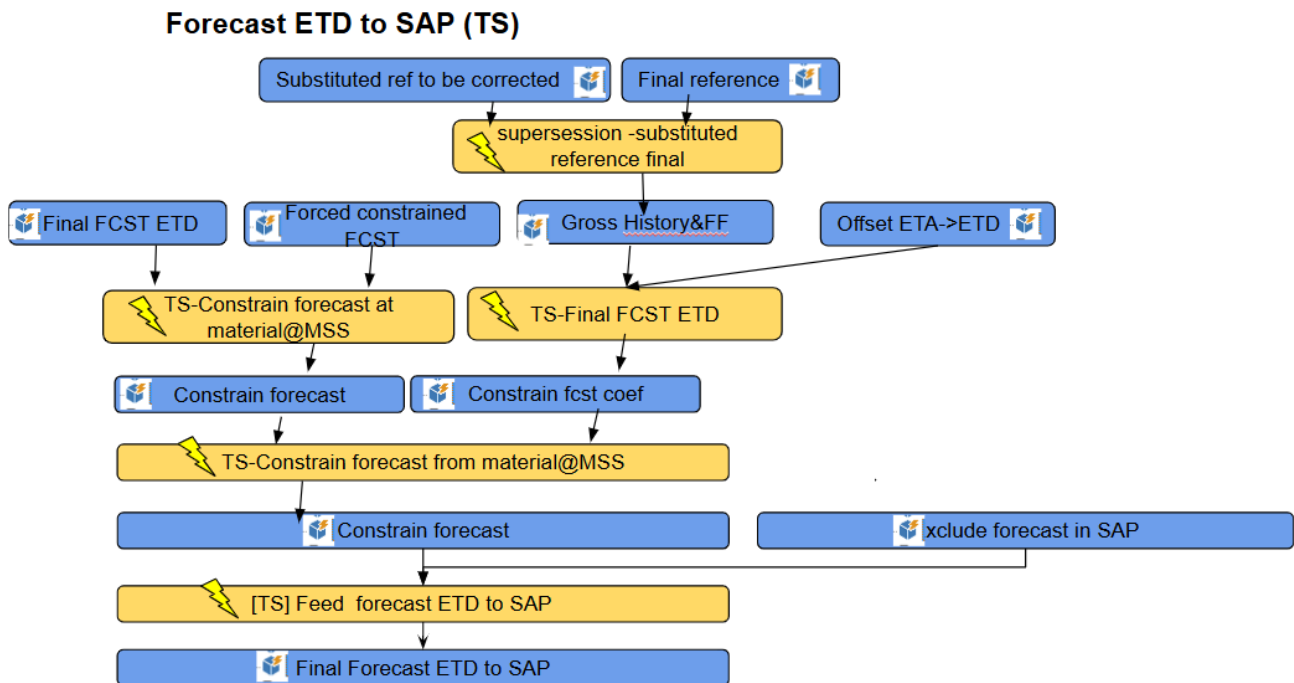 Forecast ETD to SAP (TS)
Substituted ref to be corrected
Final reference
supersession -substituted
reference final
Final FCST ETD
Forced constrained
FCST
Gross History&FF
Offset ETA->ETD
TS-Constrain forecast at
material@MSS
TS-Final FCST ETD
Constrain forecast
Constrain fcst coef
TS-Constrain forecast from material@MSS
Constrain forecast
xclude forecast in SAP
[TS] Feed forecast ETD to SAP
Final Forecast ETD to SAP